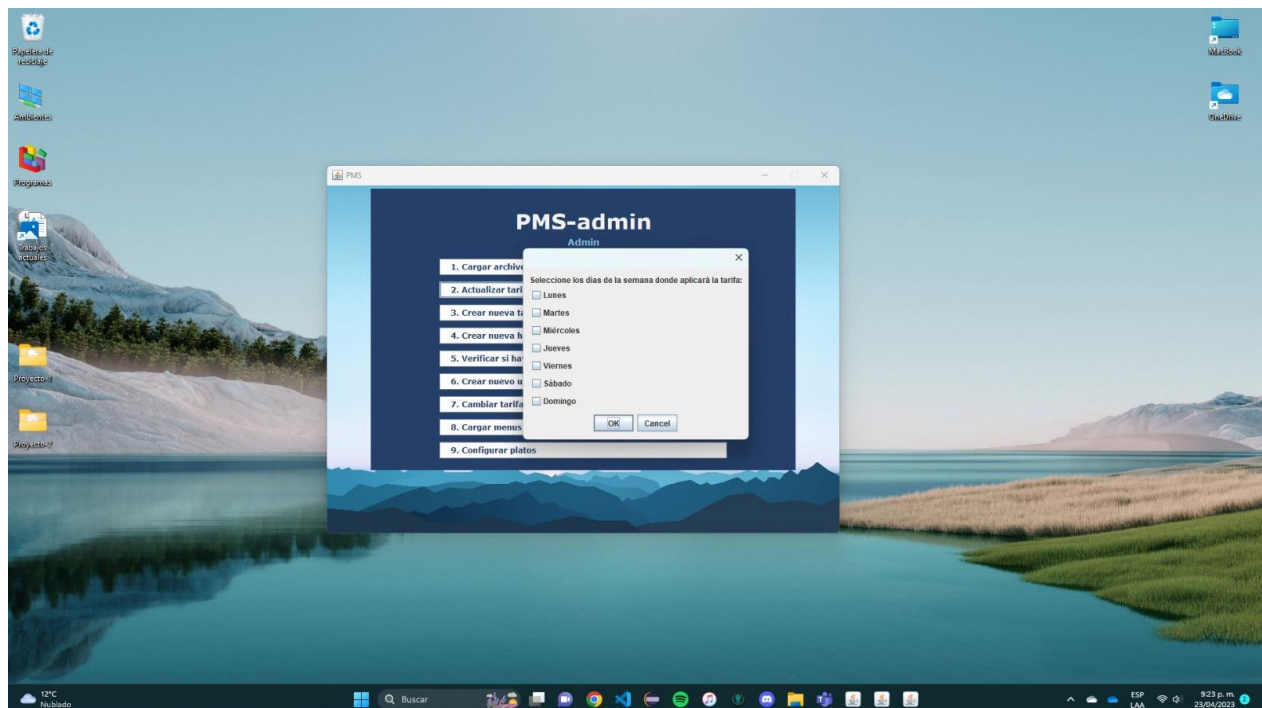 Papelera de
reciclaje
Ambientes
Programas
Trabajos
actuales
Proyecto-1
Proyecto-2
MacBook
OneDrive
PMS
PMS-admin
Admin
1. Cargar archivo
2. Actualizar tari
3. Crear nueva ta
4. Crear nueva h
5. Verificar si ha
6. Crear nuevo u
7. Cambiar tarifa
8. Cargar menus
9. Configurar platos
Seleccione los dias de la semana donde aplicará la tarifa:
Lunes
Martes
Miércoles
Jueves
Viernes
Sábado
Domingo
OK
Cancel
12°C
Nublado
Buscar
ESP
LAA
9:23 p. m.
23/04/2023
2